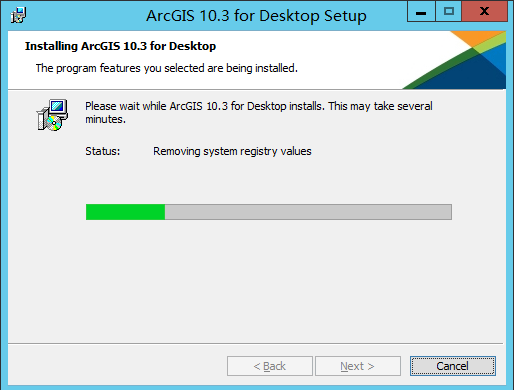 ArcGIS 10.3 for Desktop Setup
Installing ArcGIS 10.3 for Desktop
The program features you selected are being installed.
Please wait while ArcGIS 10.3 for Desktop installs. This may take several
minutes.
Status: Removing system registry values
< Back Next > Cancel